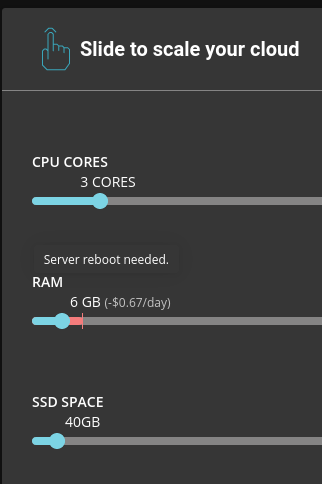 Slide to scale your cloud
CPU CORES
3 CORES
Server reboot needed.
RAM
6 GB (-$0.67/day)
SSD SPACE
40GB